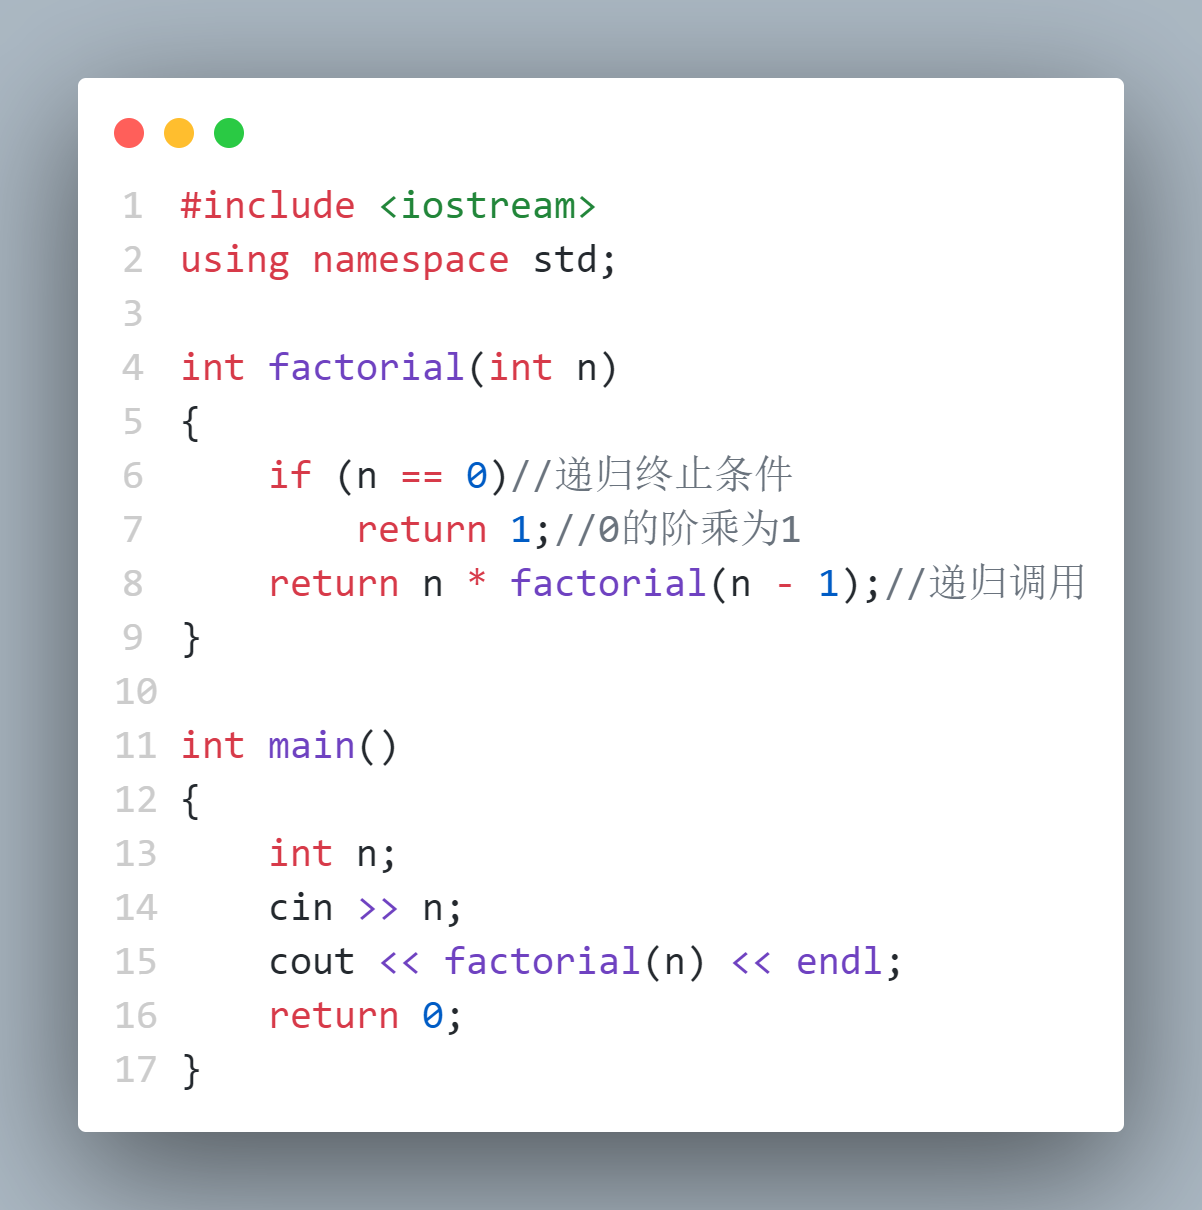 1 #include <iostream>
2 using namespace std;
3
4 int factorial(int n)
5 {
6     if (n == 0)//递归终止条件
7         return 1;//0的阶乘为1
8     return n * factorial(n - 1);//递归调用
9 }
10
11 int main()
12 {
13     int n;
14     cin >> n;
15     cout << factorial(n) << endl;
16     return 0;
17 }